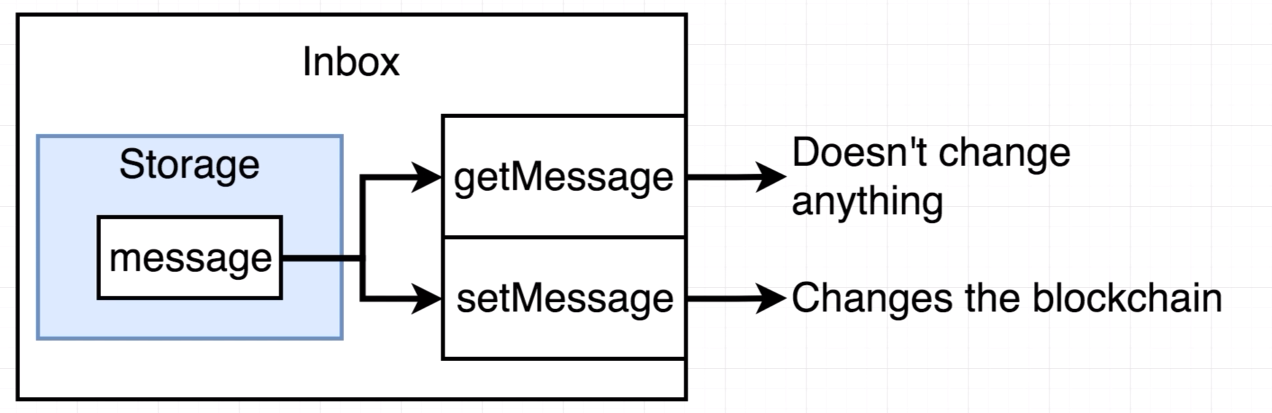 Inbox
Storage
message
getMessage
setMessage
Doesn't change
anything
Changes the blockchain